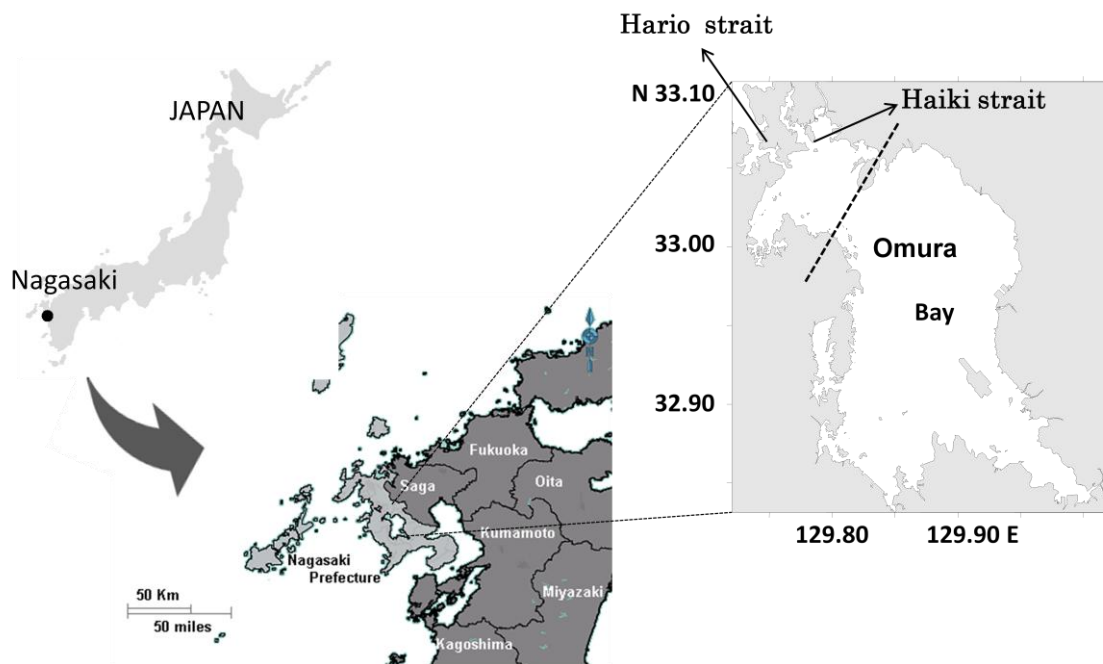 Hario strait
N 33.10
Haiki strait
JAPAN
33.00
Omura
Nagasaki
Bay
N
32.90
Fukuoka
Saga
Oita
Kumamoto
129.80
129.90 E
Nagasaki
Prefecture
Miyazaki
50 Km
50 miles
Kagoshima